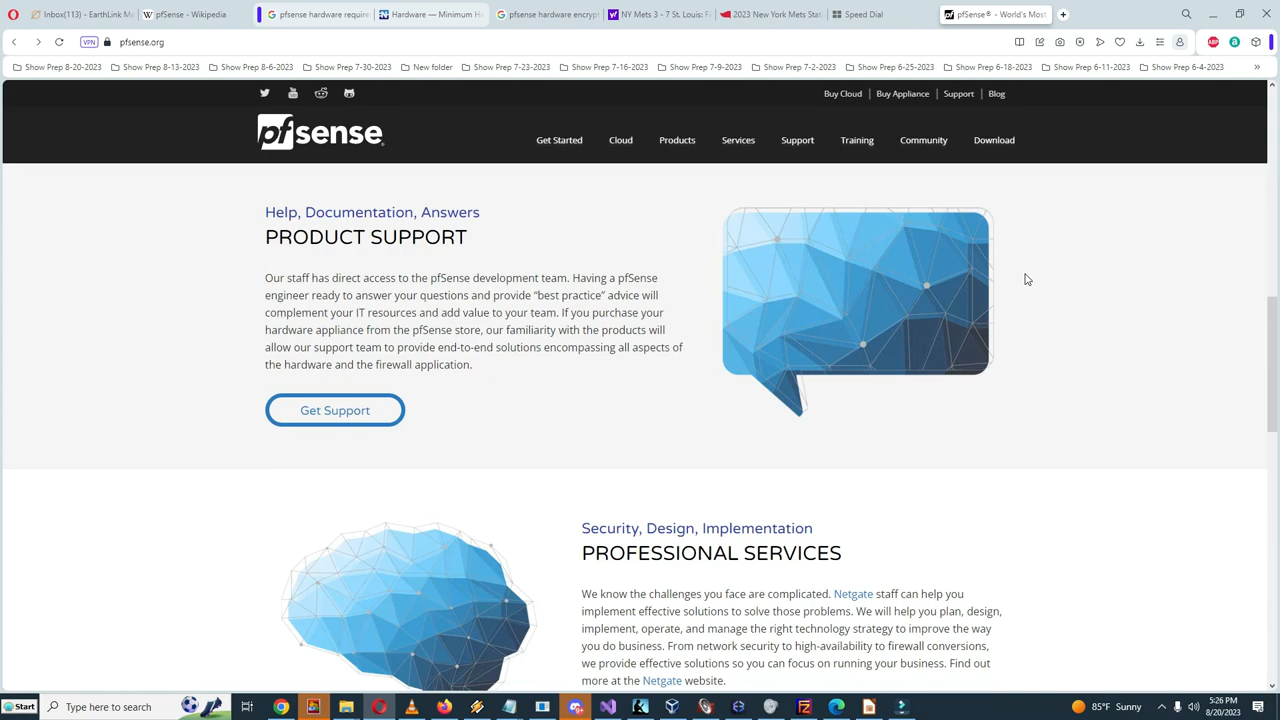 Inbox(113) - EarthLink M
pfSense - Wikipedia
pfsense hardware require
Hardware — Minimum H
pfsense hardware encrypt
NY Mets 3 - 7 St. Louis: F
2023 New York Mets Stat
Speed Dial
pfSense® - World's Most
VPN
pfsense.org
ABP
a
Show Prep 8-20-2023
Show Prep 8-13-2023
Show Prep 8-6-2023
Show Prep 7-30-2023
New folder
Show Prep 7-23-2023
Show Prep 7-16-2023
Show Prep 7-9-2023
Show Prep 7-2-2023
Show Prep 6-25-2023
Show Prep 6-18-2023
Show Prep 6-11-2023
Show Prep 6-4-2023
Buy Cloud
Buy Appliance
Support
Blog
pfsense
Get Started
Cloud
Products
Services
Support
Training
Community
Download
Help, Documentation, Answers
PRODUCT SUPPORT
Our staff has direct access to the pfSense development team. Having a pfSense
engineer ready to answer your questions and provide “best practice” advice will
complement your IT resources and add value to your team. If you purchase your
hardware appliance from the pfSense store, our familiarity with the products will
allow our support team to provide end-to-end solutions encompassing all aspects of
the hardware and the firewall application.
Get Support
Security, Design, Implementation
PROFESSIONAL SERVICES
We know the challenges you face are complicated. Netgate staff can help you
implement effective solutions to solve those problems. We will help you plan, design,
implement, operate, and manage the right technology strategy to improve the way
you do business. From network security to high-availability to firewall conversions,
we provide effective solutions so you can focus on running your business. Find out
more at the Netgate website.
Start
Type here to search
85°F Sunny
5:26 PM
8/20/2023